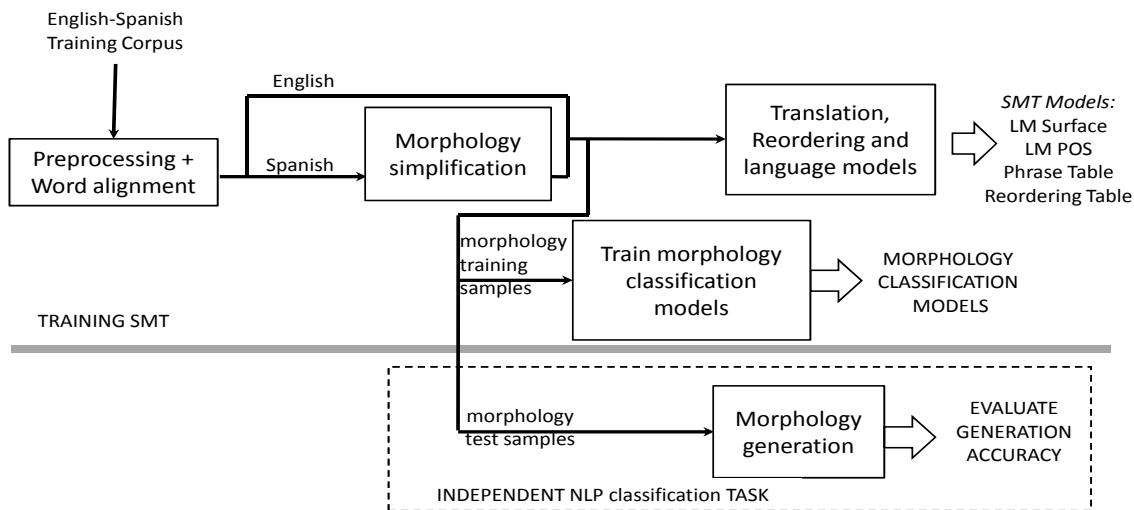 English-Spanish
Training Corpus
English
Preprocessing +
Word alignment
Spanish
Morphology
simplification
Translation,
Reordering and
language models
SMT Models:
LM Surface
LM POS
Phrase Table
Reordering Table
morphology
training
samples
Train morphology
classification
models
MORPHOLOGY
CLASSIFICATION
MODELS
TRAINING SMT
morphology
test samples
Morphology
generation
EVALUATE
GENERATION
ACCURACY
INDEPENDENT NLP classification TASK